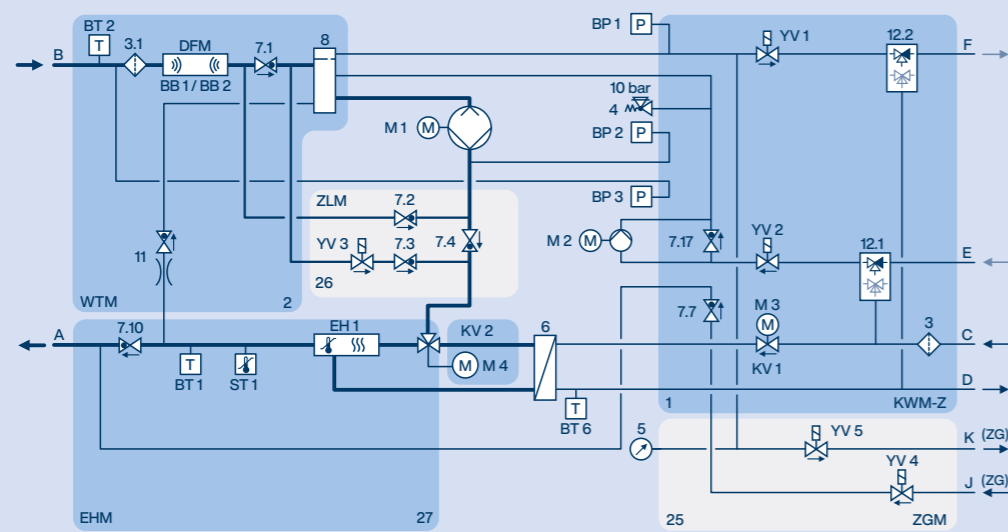 BT 2
T
B
3.1
DFM
BB 1 / BB 2
7.1
8
BP 1
P
YV 1
12.2
F
10 bar
4
M 1
M
BP 2
P
BP 3
P
ZLM
7.2
YV 3
7.3
7.4
26
M 2
M
7.17
YV 2
12.1
E
11
WTM
2
7.7
A
7.10
EH 1
KV 2
6
M 3
M
3
C
T
BT 1
ST 1
M
M 4
KV 1
D
T
BT 6
1
KWM-Z
5
YV 5
K (ZG)
YV 4
J (ZG)
EHM
27
25
ZGM